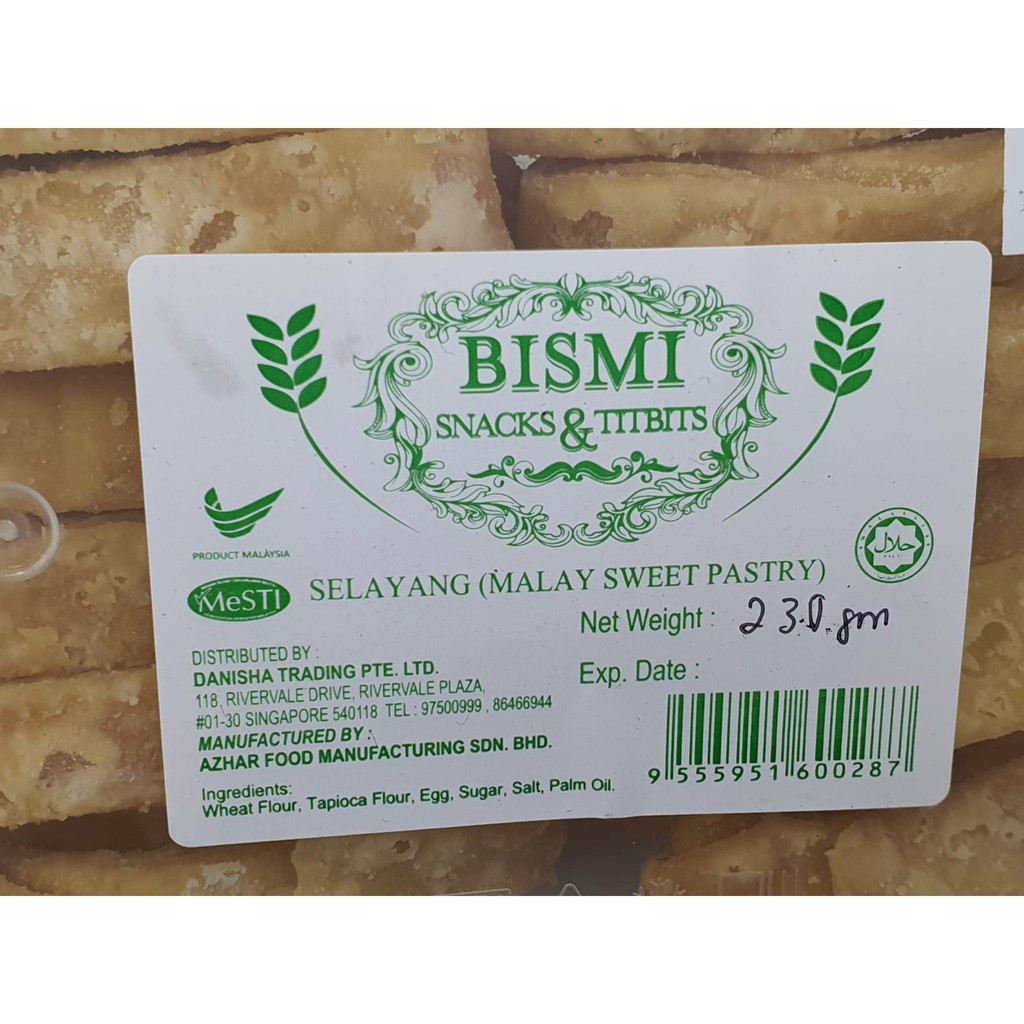 BISMI
SNACKS & TITBITS
PRODUCT MALAYSIA
MeSTI
SELAYANG (MALAY SWEET PASTRY)
حلال
Net Weight : 230 gm
Exp. Date :
DISTRIBUTED BY :
DANISHA TRADING PTE. LTD.
118, RIVERVALE DRIVE, RIVERVALE PLAZA,
#01-30 SINGAPORE 540118 TEL : 97500999 , 86466944
MANUFACTURED BY :
AZHAR FOOD MANUFACTURING SDN. BHD.
Ingredients:
Wheat Flour, Tapioca Flour, Egg, Sugar, Salt, Palm Oil.
9 555951 600287